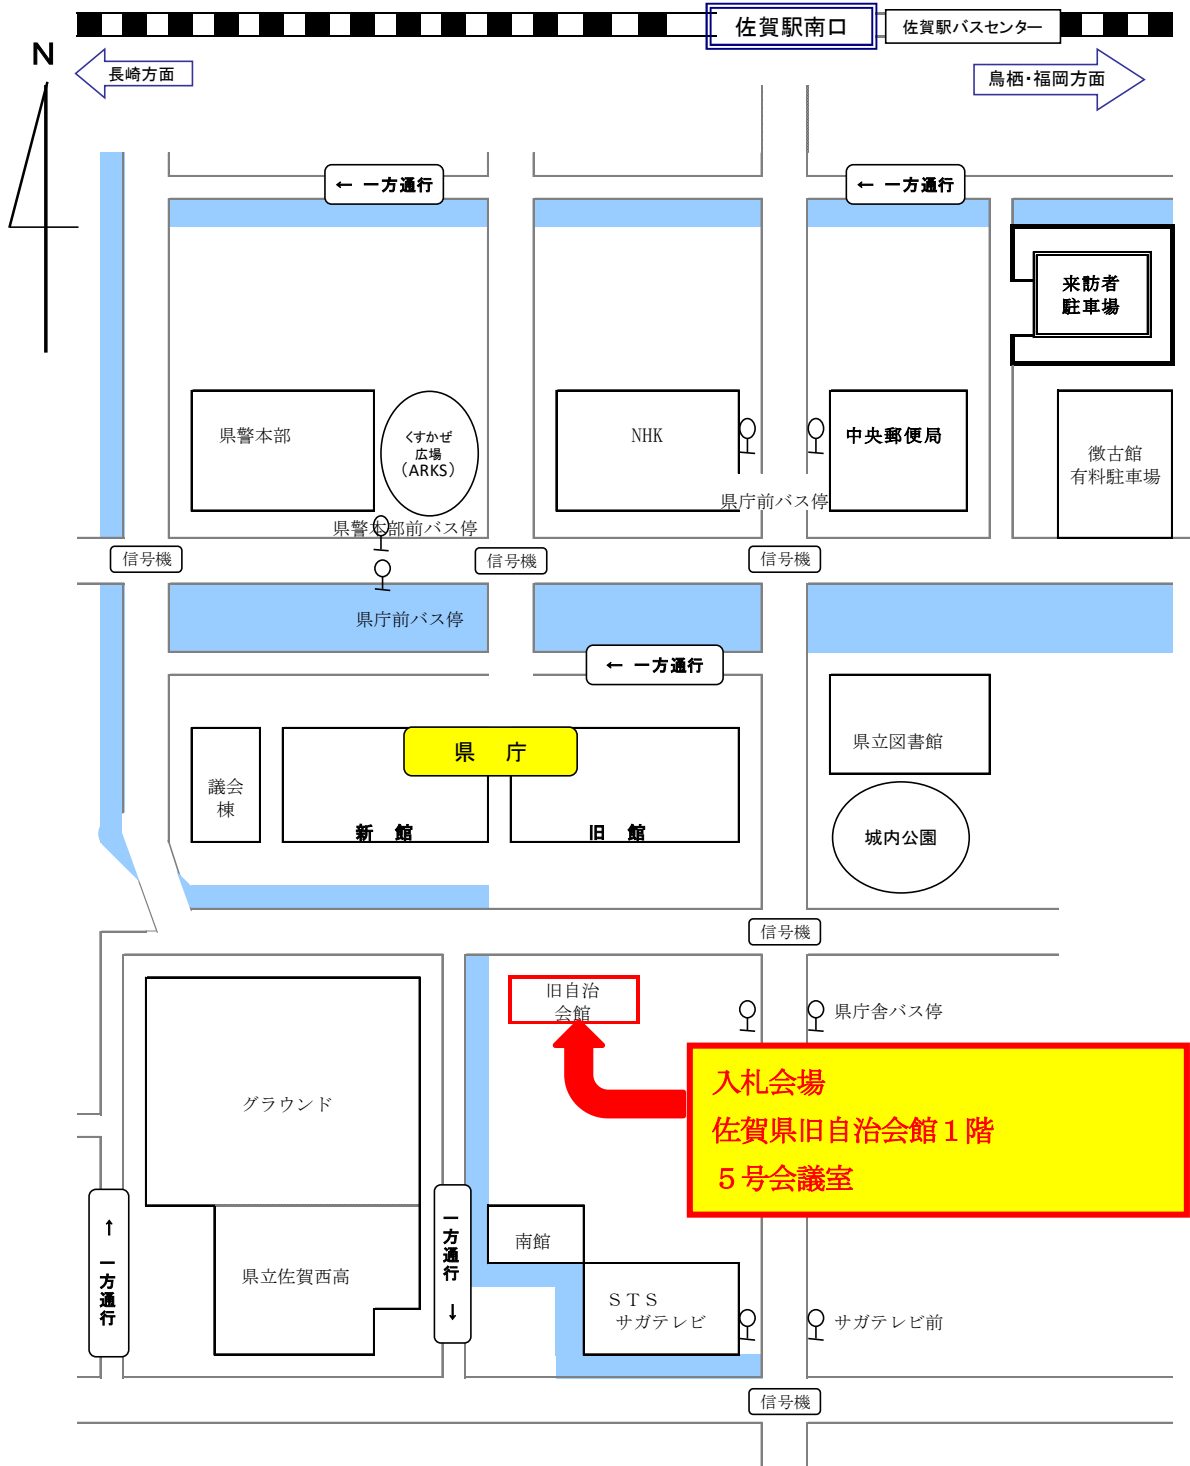 佐賀駅南口
佐賀駅バスセンター
N
長崎方面
鳥栖・福岡方面
← 一方通行
← 一方通行
来訪者
駐車場
県警本部
くすかぜ
広場
（ARKS）
NHK
中央郵便局
徴古館
有料駐車場
県庁前バス停
県警本部前バス停
信号機
信号機
信号機
県庁前バス停
← 一方通行
県　庁
県立図書館
議会
棟
新　館
旧　館
城内公園
信号機
旧自治
会館
県庁舎バス停
入札会場
佐賀県旧自治会館１階
５号会議室
グラウンド
↑ 一方通行
一方通行 ↓
南館
県立佐賀西高
ＳＴＳ
サガテレビ
サガテレビ前
信号機